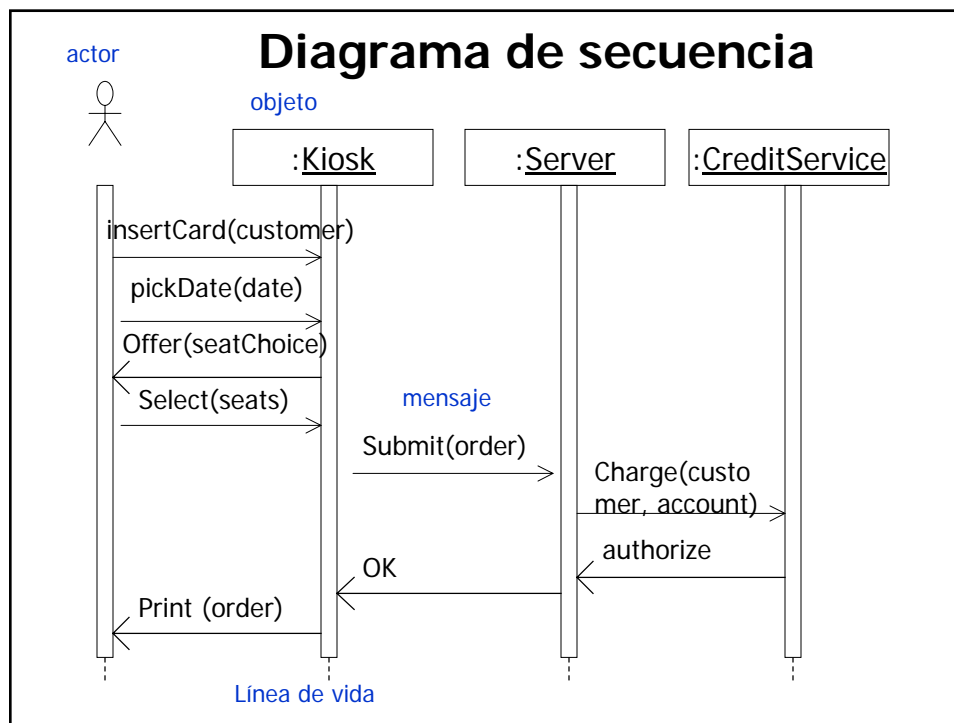 Diagrama de secuencia
actor
objeto
:Kiosk
:Server
:CreditService
insertCard(customer)
pickDate(date)
Offer(seatChoice)
Select(seats)
mensaje
Submit(order)
Charge(custo
mer, account)
authorize
OK
Print (order)
Línea de vida